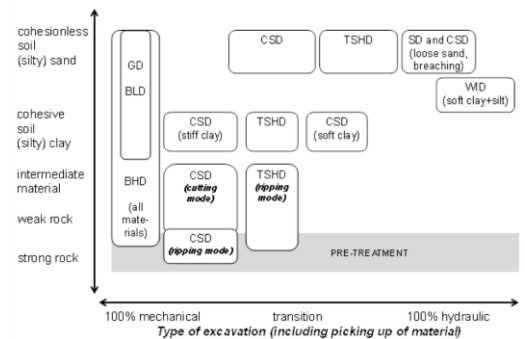 cohesionless
soil
(silty) sand
cohesive
soil
(silty) clay
intermediate
material
weak rock
strong rock
GD
BLD
BHD
(all
mate-
rials)
CSD
TSHD
SD and CSD
(loose sand,
breaching)
WID
(soft clay+silt)
CSD
(stiff clay)
TSHD
CSD
(soft clay)
CSD
(cutting
mode)
TSHD
(ripping
mode)
CSD
(ripping mode)
PRE-TREATMENT
100% mechanical transition 100% hydraulic
Type of excavation (including picking up of material)